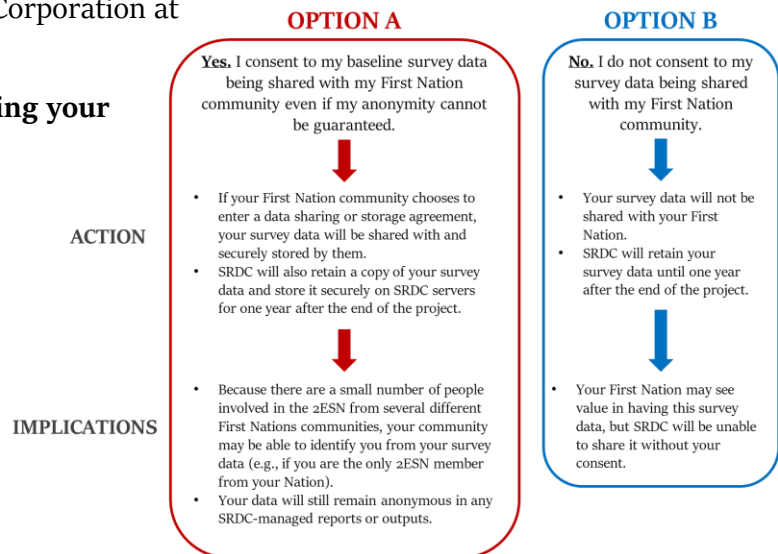 Corporation at
ing your
OPTION A
Yes. I consent to my baseline survey data
being shared with my First Nation
community even if my anonymity cannot
be guaranteed.
ACTION
• If your First Nation community chooses to
enter a data sharing or storage agreement,
your survey data will be shared with and
securely stored by them.
• SRDC will also retain a copy of your survey
data and store it securely on SRDC servers
for one year after the end of the project.
IMPLICATIONS
• Because there are a small number of people
involved in the 2ESN from several different
First Nations communities, your community
may be able to identify you from your survey
data (e.g., if you are the only 2ESN member
from your Nation).
• Your data will still remain anonymous in any
SRDC-managed reports or outputs.
OPTION B
No. I do not consent to my
survey data being shared
with my First Nation
community.
• Your survey data will not be
shared with your First
Nation.
• SRDC will retain your
survey data until one year
after the end of the project.
• Your First Nation may see
value in having this survey
data, but SRDC will be unable
to share it without your
consent.